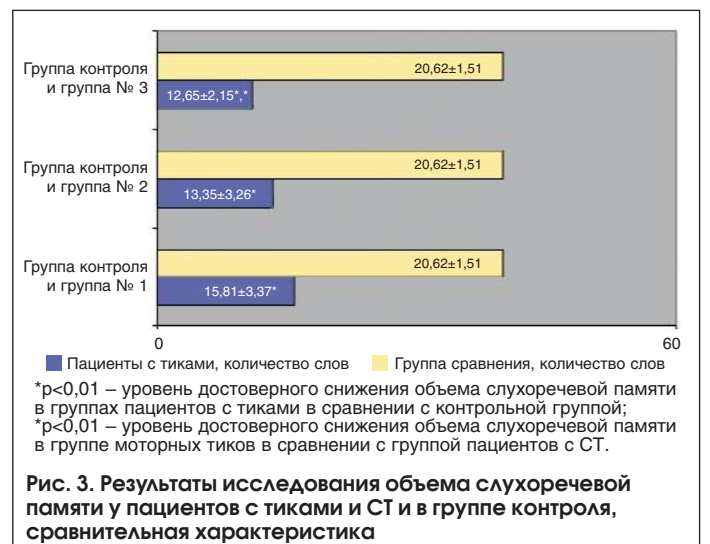 Группа контроля
и группа № 3
20,62±1,51
12,65±2,15*,*
Группа контроля
и группа № 2
20,62±1,51
13,35±3,26*
Группа контроля
и группа № 1
20,62±1,51
15,81±3,37*
0 60
Пациенты с тиками, количество слов Группа сравнения, количество слов
*р<0,01 – уровень достоверного снижения объема слухоречевой памяти
в группах пациентов с тиками в сравнении с контрольной группой;
*р<0,01 – уровень достоверного снижения объема слухоречевой памяти
в группе моторных тиков в сравнении с группой пациентов с СТ.
Рис. 3. Результаты исследования объема слухоречевой
памяти у пациентов с тиками и СТ и в группе контроля,
сравнительная характеристика